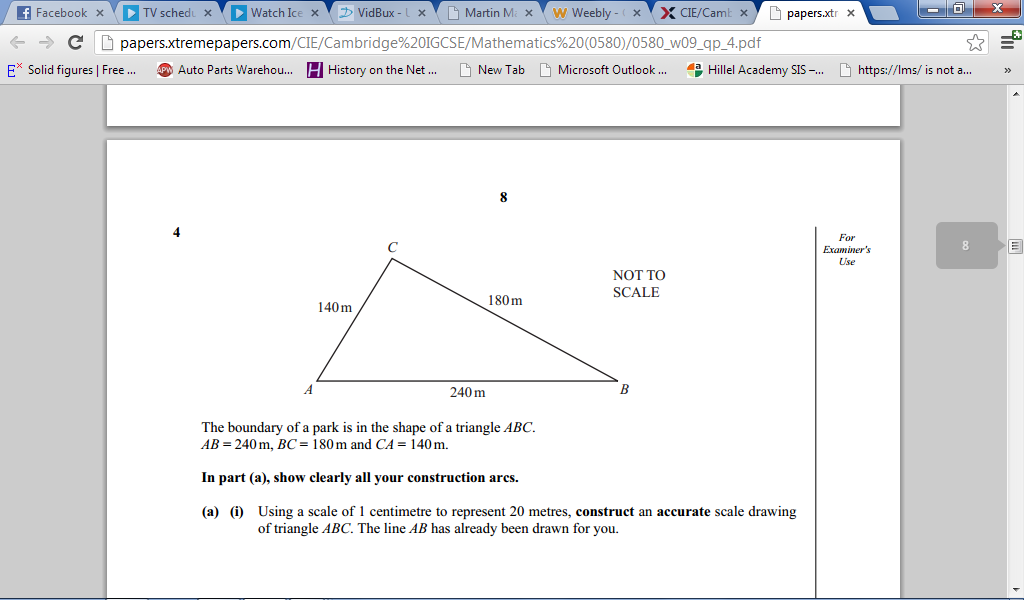 Facebook
TV schedu
Watch Ice
VidBux - U
Martin M
Weebly - 
CIE/Camb
papers.xtr
papers.xtremepapers.com/CIE/Cambridge%20IGCSE/Mathematics%20(0580)/0580_w09_qp_4.pdf
Solid figures | Free ...
Auto Parts Warehou...
History on the Net ...
New Tab
Microsoft Outlook ...
Hillel Academy SIS –...
https://lms/ is not a...
»
8
4
For
Examiner's
Use
8
C
NOT TO
SCALE
140 m
180 m
A
240 m
B
The boundary of a park is in the shape of a triangle ABC.
AB = 240 m, BC = 180 m and CA = 140 m.
In part (a), show clearly all your construction arcs.
(a) (i) Using a scale of 1 centimetre to represent 20 metres, construct an accurate scale drawing
of triangle ABC. The line AB has already been drawn for you.